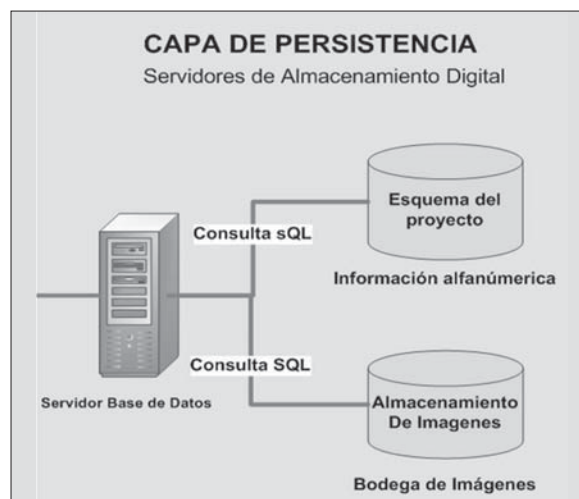 CAPA DE PERSISTENCIA
Servidores de Almacenamiento Digital
Esquema del
proyecto
Consulta sQL
Información alfanúmerica
Consulta SQL
Servidor Base de Datos
Almacenamiento
De Imagenes
Bodega de Imágenes